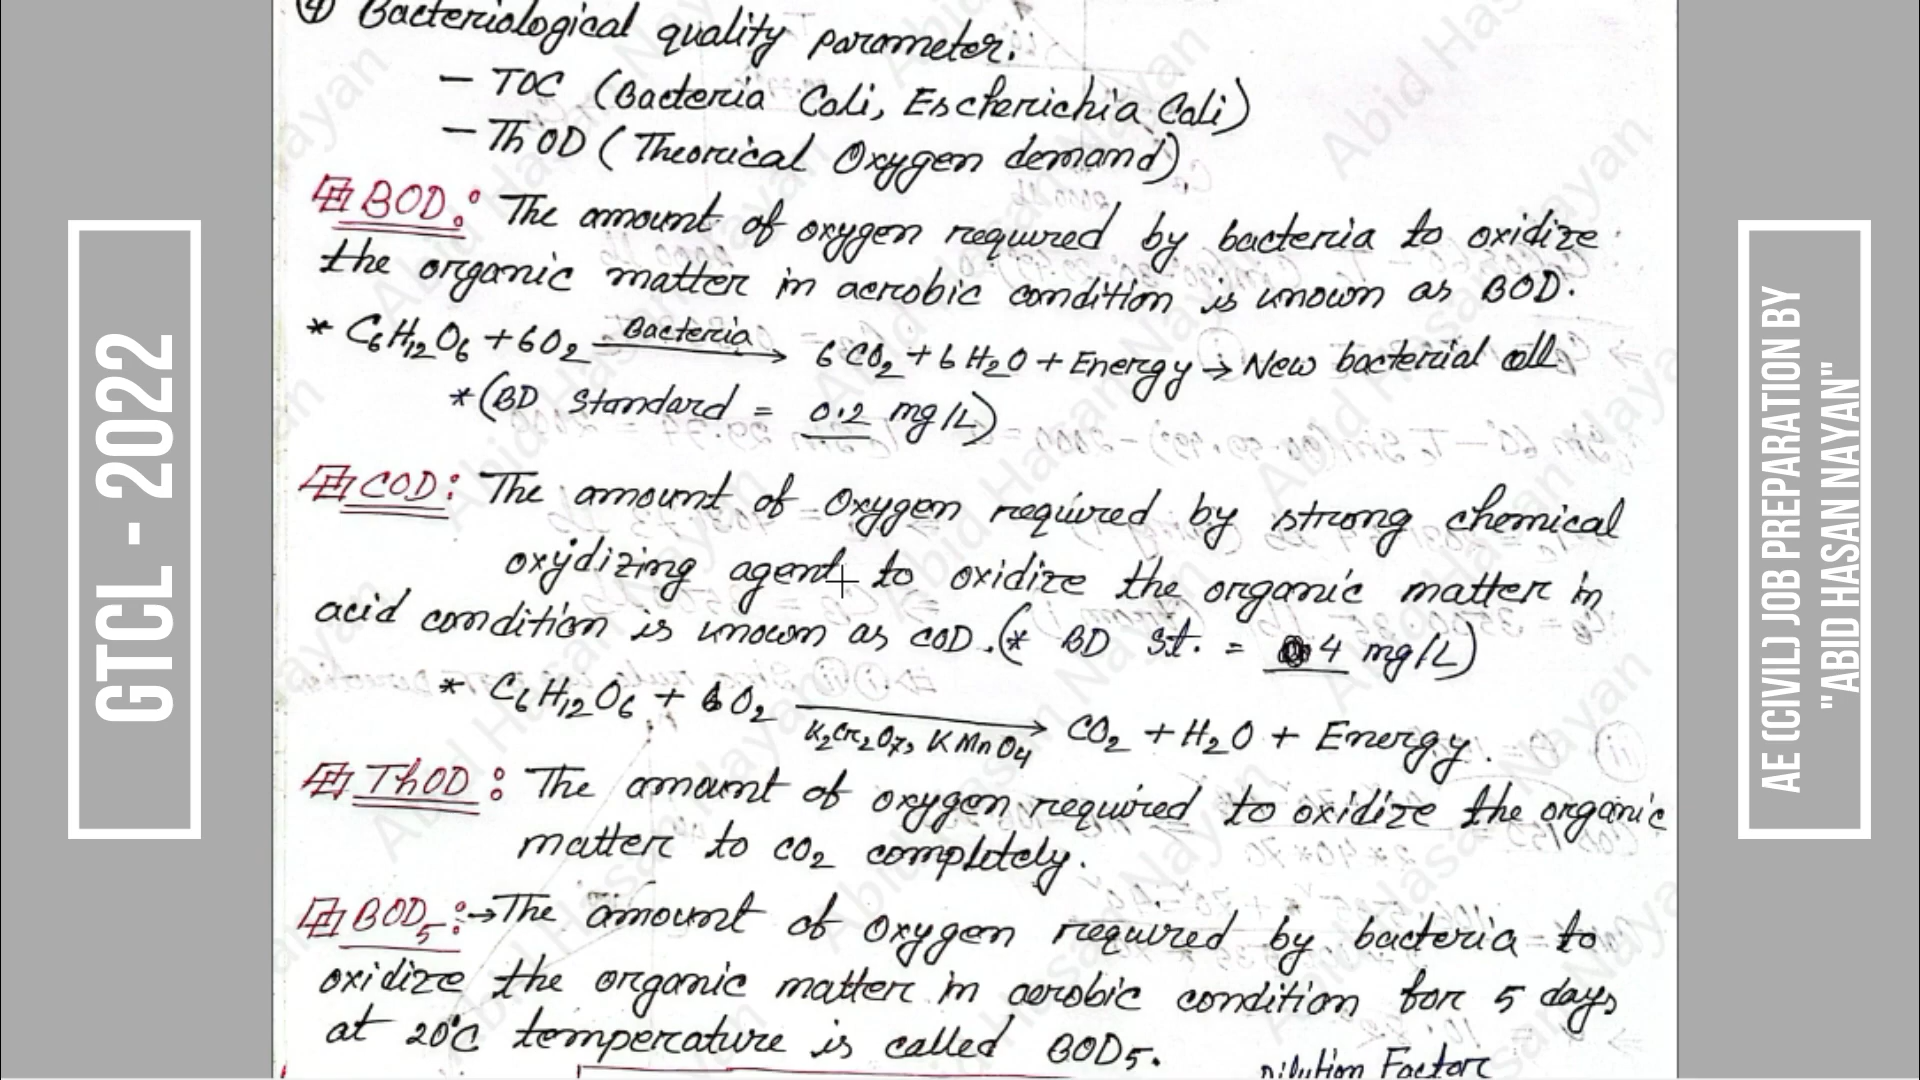 ④ Bacteriological quality parameter.
- TOC (Bacteria Coli, Escherichia Coli)
- ThOD (Theorical Oxygen demand)
BOD: The amount of oxygen required by bacteria to oxidize
the organic matter in aerobic condition is known as BOD.
* C₆H₁₂O₆ + 6O₂ Bacteria → 6CO₂ + 6H₂O + Energy → New bacterial cell
*(BD Standard = 0.2 mg/L)
COD: The amount of Oxygen required by strong chemical
oxydizing agent to oxidize the organic matter in
acid condition is known as COD. (* BD St. = 4 mg/L)
* C₆H₁₂O₆ + 6O₂ → CO₂ + H₂O + Energy.
K₂Cr₂O₇, KMnO₄
ThOD: The amount of oxygen required to oxidize the organic
matter to CO₂ completely.
BOD₅: → The amount of Oxygen required by bacteria to
oxidize the organic matter in aerobic condition for 5 days
at 20°C temperature is called BOD₅.
Dilution Factor
GTCL - 2022
AE (CIVIL) JOB PREPARATION BY
"ABID HASAN NAYAN"
Abid Hasan Nayan